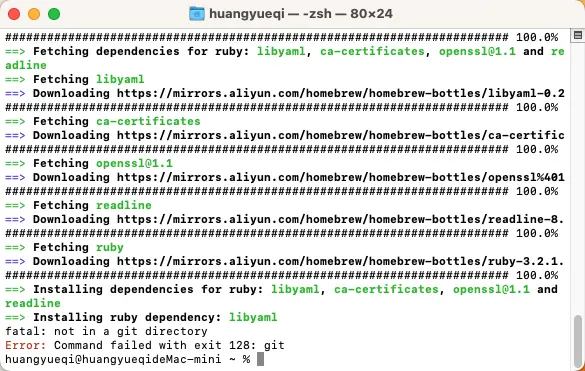 huangyueqi — -zsh — 80×24
######################################################################## 100.0%
==> Fetching dependencies for ruby: libyaml, ca-certificates, openssl@1.1 and re
adline
==> Fetching libyaml
==> Downloading https://mirrors.aliyun.com/homebrew/homebrew-bottles/libyaml-0.2
######################################################################## 100.0%
==> Fetching ca-certificates
==> Downloading https://mirrors.aliyun.com/homebrew/homebrew-bottles/ca-certific
######################################################################## 100.0%
==> Fetching openssl@1.1
==> Downloading https://mirrors.aliyun.com/homebrew/homebrew-bottles/openssl%401
######################################################################## 100.0%
==> Fetching readline
==> Downloading https://mirrors.aliyun.com/homebrew/homebrew-bottles/readline-8.
######################################################################## 100.0%
==> Fetching ruby
==> Downloading https://mirrors.aliyun.com/homebrew/homebrew-bottles/ruby-3.2.1.
######################################################################## 100.0%
==> Installing dependencies for ruby: libyaml, ca-certificates, openssl@1.1 and
readline
==> Installing ruby dependency: libyaml
fatal: not in a git directory
Error: Command failed with exit 128: git
huangyueqi@huangyueqideMac-mini ~ %